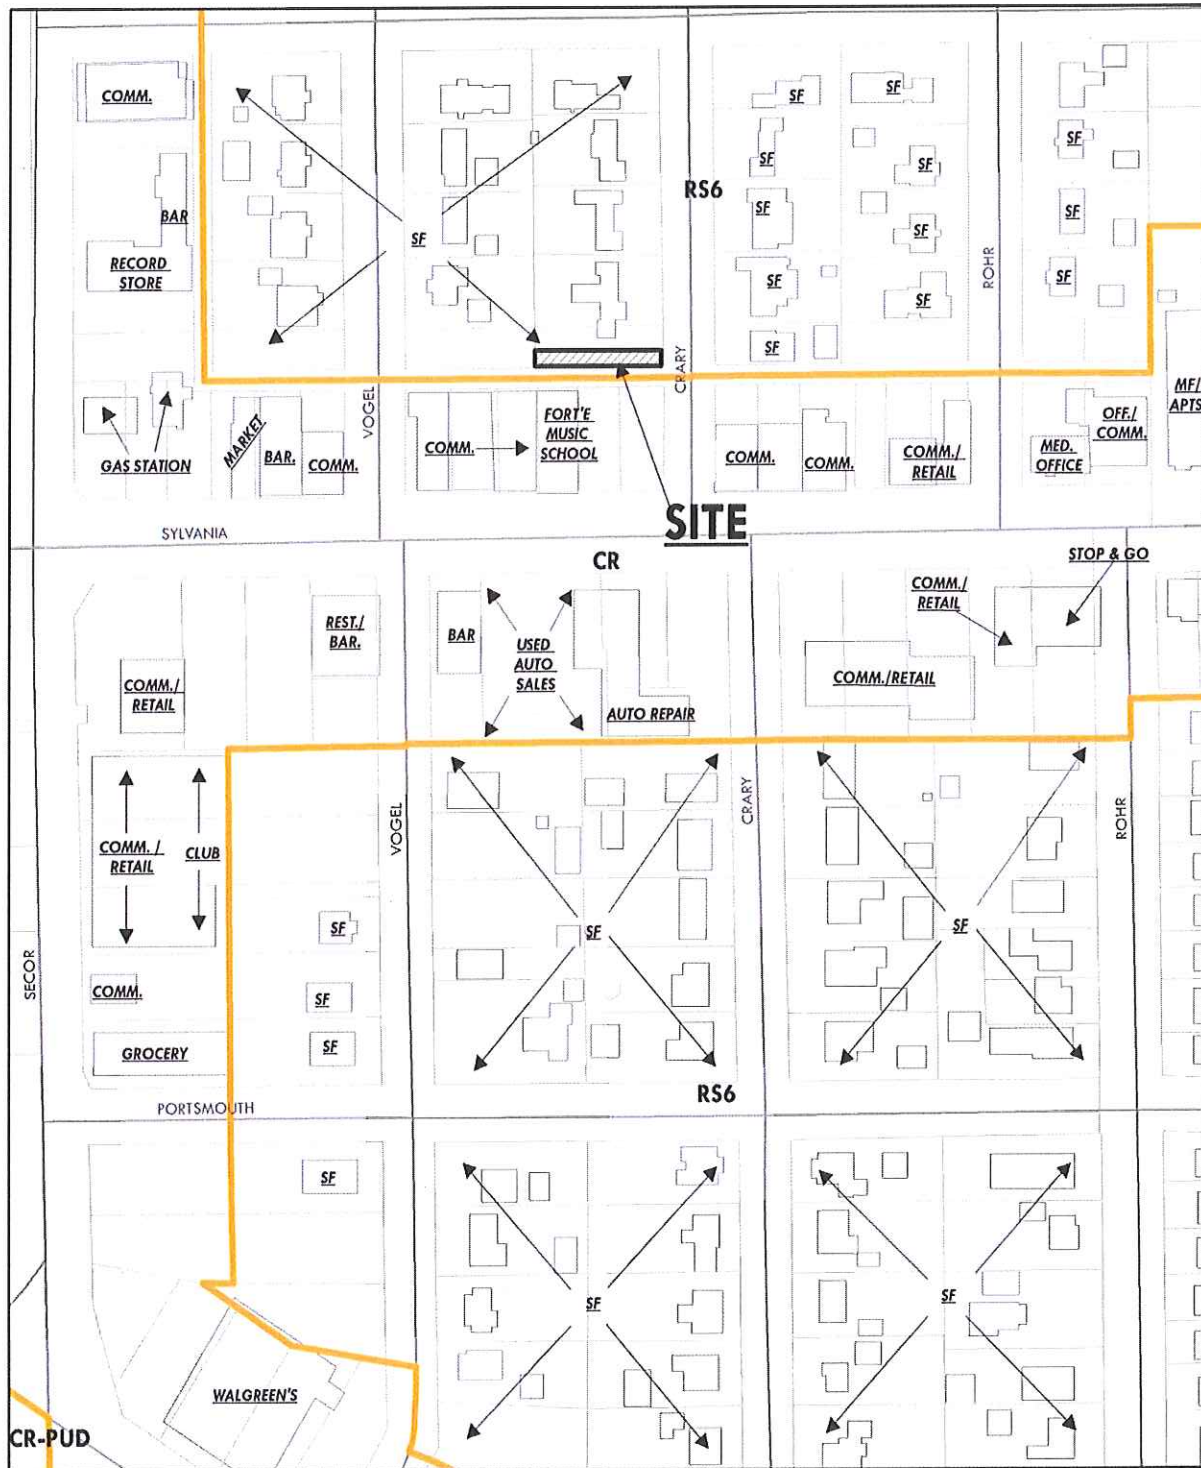 COMM.
SF
SF
SF
SF
SF
RS6
BAR
SF
SF
SF
SF
SF
RECORD
STORE
ROHR
SF
SF
SF
SF
CRARY
VOGEL
MF/
APTS
MARKET
FORT'E
MUSIC
SCHOOL
OFF./
COMM.
GAS STATION
BAR.
COMM.
COMM.
COMM.
COMM.
COMM./
RETAIL
MED.
OFFICE
SITE
SYLVANIA
CR
STOP & GO
COMM./
RETAIL
REST./
BAR.
BAR
USED
AUTO
SALES
COMM./
RETAIL
COMM./RETAIL
AUTO REPAIR
VOGEL
CRARY
ROHR
COMM. /
RETAIL
CLUB
SF
SF
SF
SECOR
COMM.
SF
GROCERY
SF
RS6
PORTSMOUTH
SF
SF
SF
WALGREEN'S
CR-PUD